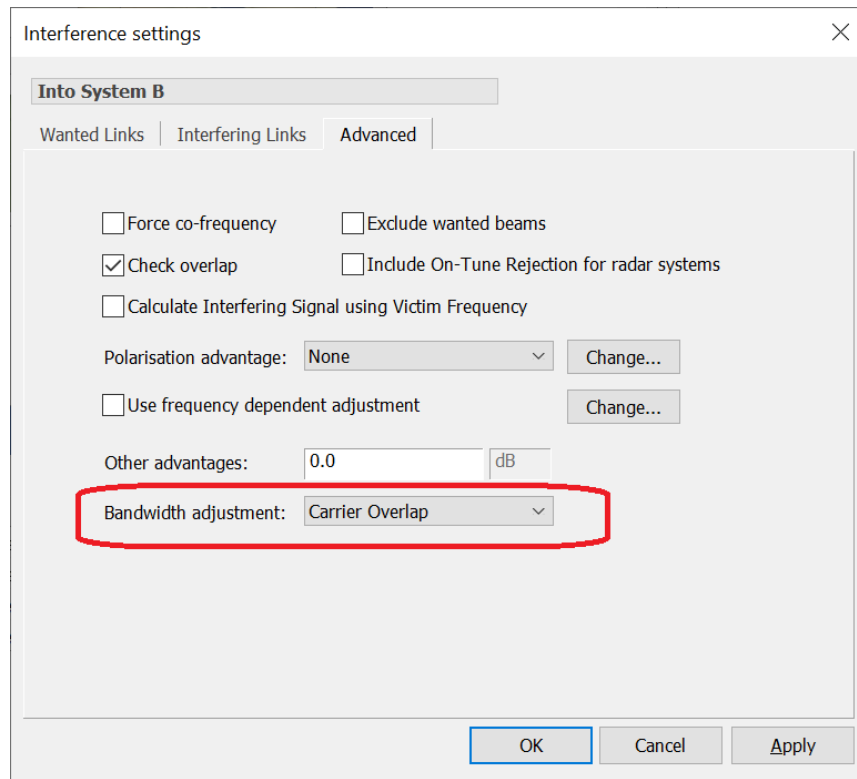 Interference settings
Into System B
Wanted Links Interfering Links Advanced
Force co-frequency Exclude wanted beams
Check overlap Include On-Tune Rejection for radar systems
Calculate Interfering Signal using Victim Frequency
Polarisation advantage: None Change...
Use frequency dependent adjustment Change...
Other advantages: 0.0 dB
Bandwidth adjustment: Carrier Overlap
OK Cancel Apply